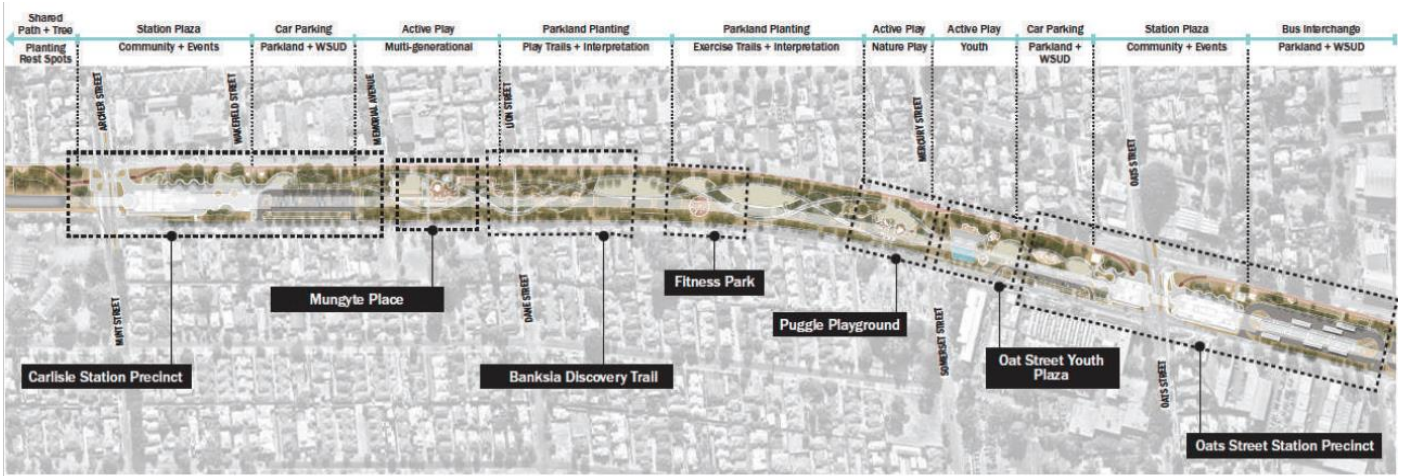 Shared
Path + Tree
Planting
Rest Spots
Station Plaza
Community + Events
Car Parking
Parkland + WSUD
Active Play
Multi-generational
Parkland Planting
Play Trails + Interpretation
Parkland Planting
Exercise Trails + Interpretation
Active Play
Nature Play
Active Play
Youth
Car Parking
Parkland +
WSUD
Station Plaza
Community + Events
Bus Interchange
Parkland + WSUD
ARCHER STREET
WAKEFIELD STREET
MEMORIAL AVENUE
LION STREET
MERCURY STREET
OATS STREET
MINT STREET
DANE STREET
SOMERSET STREET
OATS STREET
Carlisle Station Precinct
Mungyte Place
Banksia Discovery Trail
Fitness Park
Puggle Playground
Oat Street Youth
Plaza
Oats Street Station Precinct